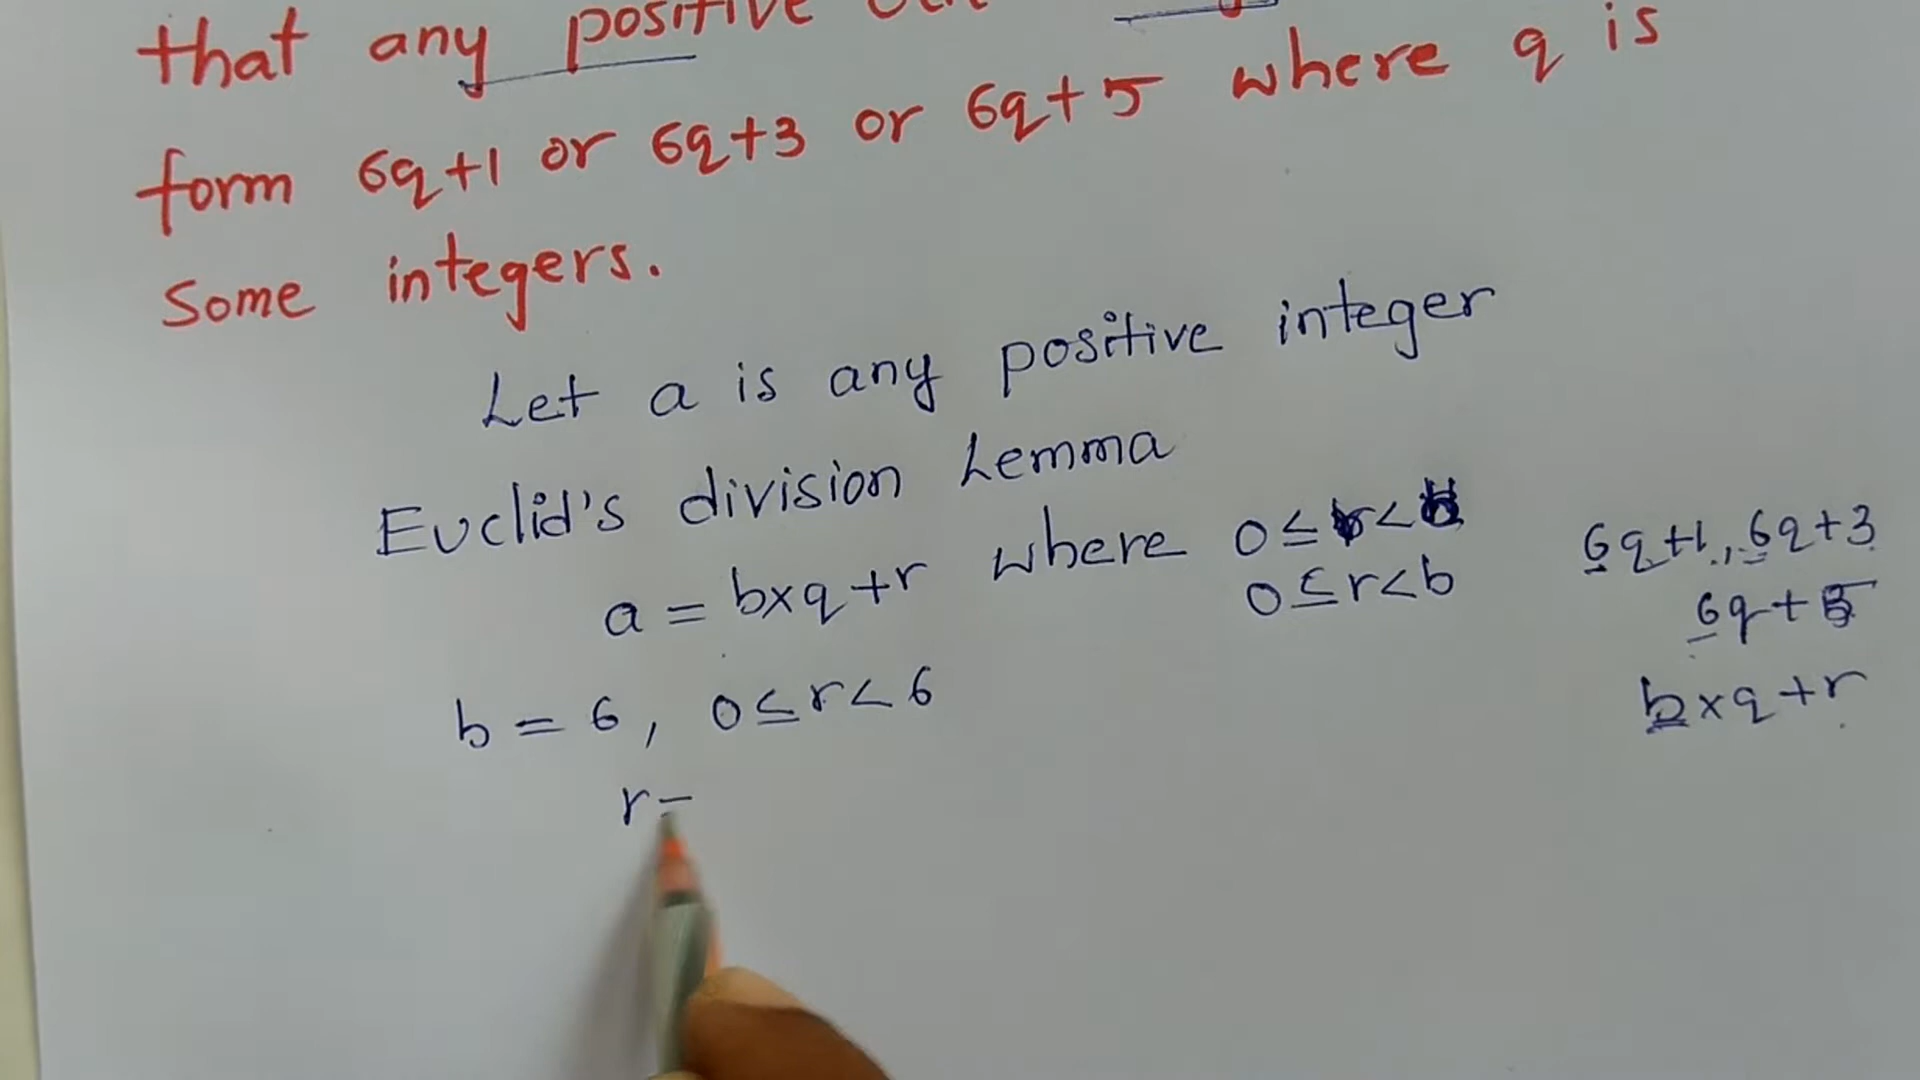 that any positive
form 6q+1 or 6q+3 or 6q+5 where q is
some integers.
Let a is any positive integer
Euclid's division Lemma
a = b×q+r where 0≤r<b
0≤r<b
b = 6, 0≤r<6
r=
6q+1, 6q+3
6q+5
b×q+r